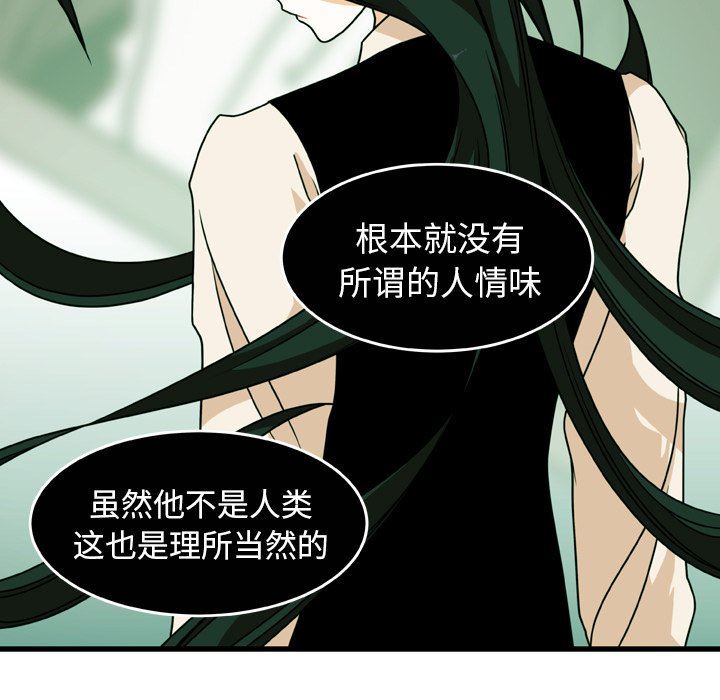 根本就没有
所谓的人情味
虽然他不是人类
这也是理所当然的